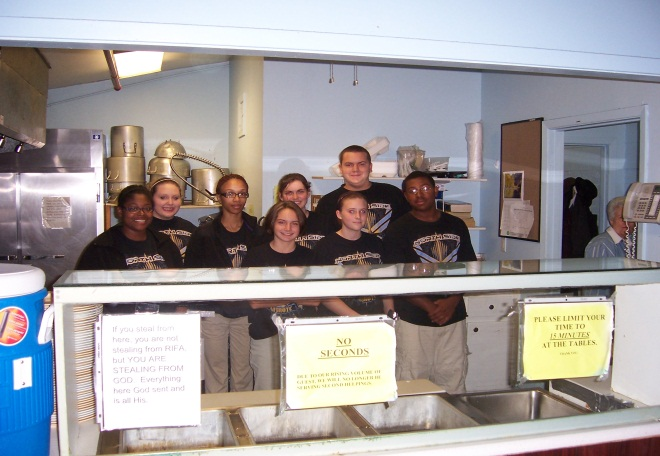 If you steal from
here, you are not
stealing from RIFA,
but YOU ARE
STEALING FROM
GOD. Everything
here God sent and
is all His.
NO
SECONDS
DUE TO OUR RISING VOLUME OF
GUESTS, WE WILL NO LONGER BE
SERVING SECOND HELPINGS.
PLEASE LIMIT YOUR
TIME TO
15 MINUTES
AT THE TABLES.